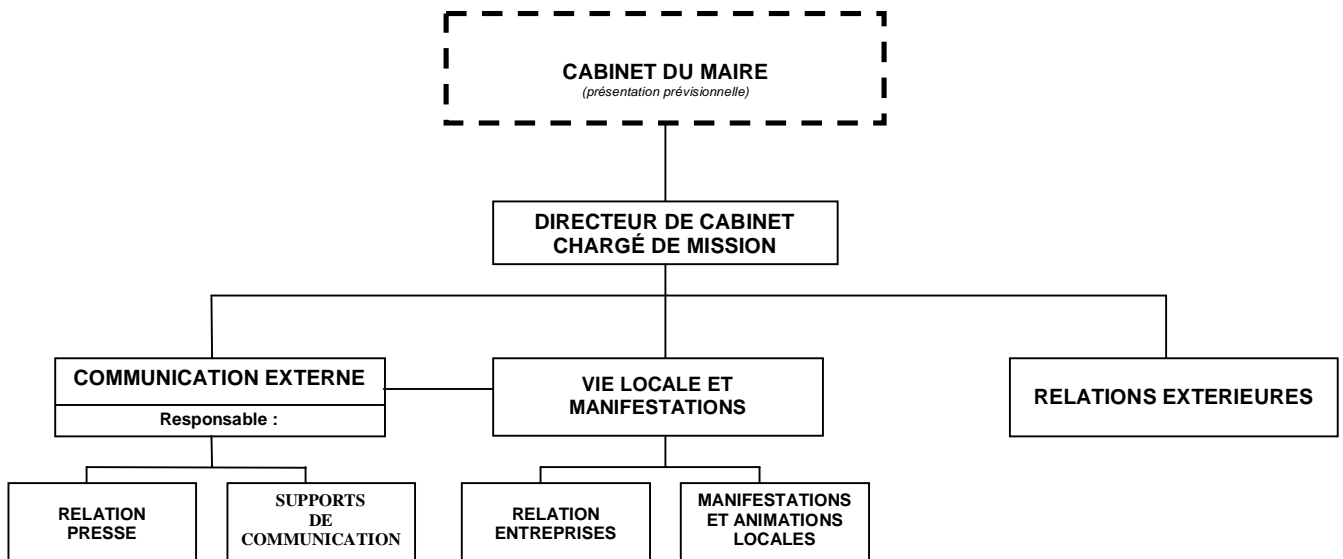 CABINET DU MAIRE
(présentation prévisionnelle)
DIRECTEUR DE CABINET
CHARGÉ DE MISSION
COMMUNICATION EXTERNE
Responsable :
VIE LOCALE ET
MANIFESTATIONS
RELATIONS EXTERIEURES
RELATION
PRESSE
SUPPORTS
DE
COMMUNICATION
RELATION
ENTREPRISES
MANIFESTATIONS
ET ANIMATIONS
LOCALES